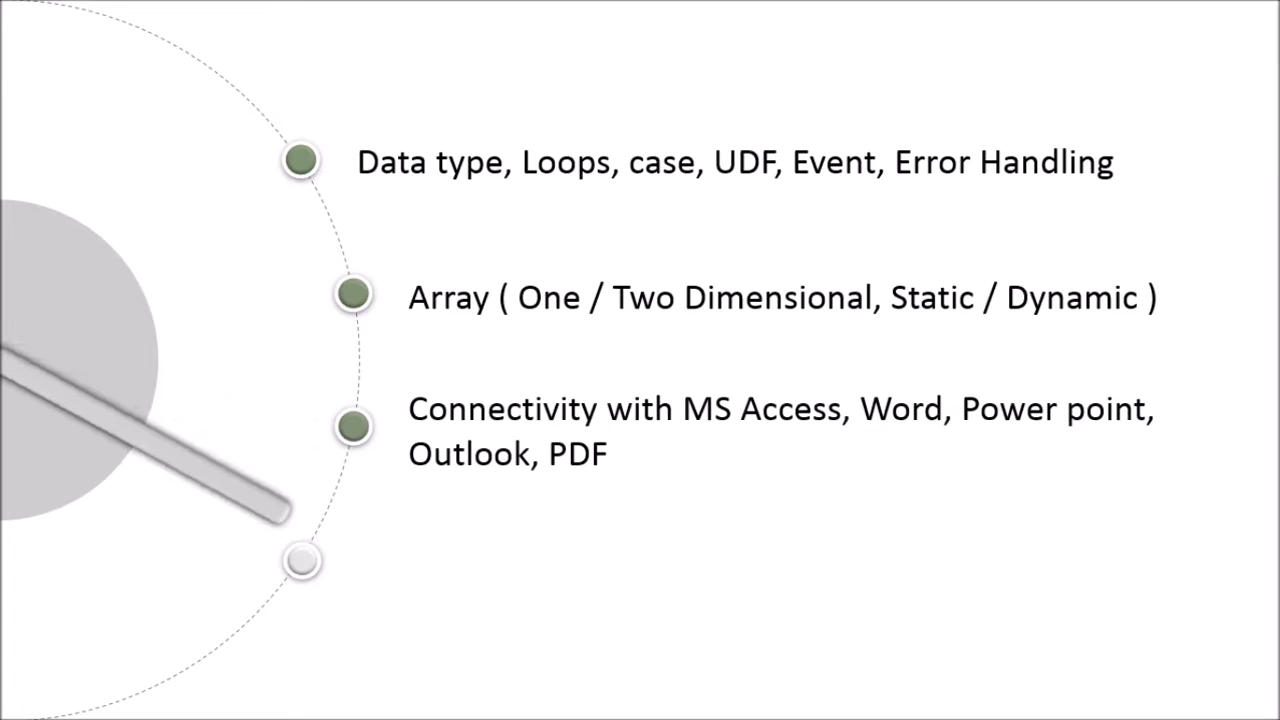 Data type, Loops, case, UDF, Event, Error Handling
Array ( One / Two Dimensional, Static / Dynamic )
Connectivity with MS Access, Word, Power point,
Outlook, PDF